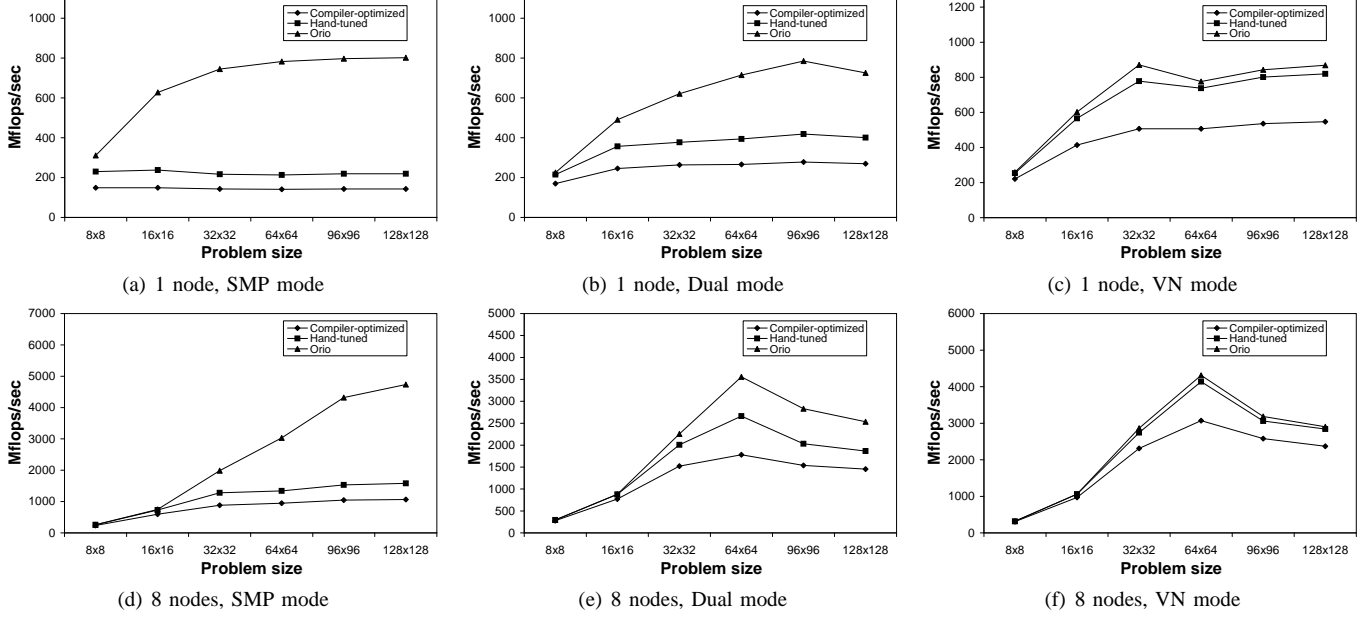 Mflops/sec
1000
800
600
400
200
0
Compiler-optimized
Hand-tuned
Orio
8x8 16x16 32x32 64x64 96x96 128x128
Problem size
(a) 1 node, SMP mode
Mflops/sec
1000
800
600
400
200
0
Compiler-optimized
Hand-tuned
Orio
8x8 16x16 32x32 64x64 96x96 128x128
Problem size
(b) 1 node, Dual mode
Mflops/sec
1200
1000
800
600
400
200
0
Compiler-optimized
Hand-tuned
Orio
8x8 16x16 32x32 64x64 96x96 128x128
Problem size
(c) 1 node, VN mode
Mflops/sec
7000
6000
5000
4000
3000
2000
1000
0
Compiler-optimized
Hand-tuned
Orio
8x8 16x16 32x32 64x64 96x96 128x128
Problem size
(d) 8 nodes, SMP mode
Mflops/sec
5000
4500
4000
3500
3000
2500
2000
1500
1000
500
0
Compiler-optimized
Hand-tuned
Orio
8x8 16x16 32x32 64x64 96x96 128x128
Problem size
(e) 8 nodes, Dual mode
Mflops/sec
6000
5000
4000
3000
2000
1000
0
Compiler-optimized
Hand-tuned
Orio
8x8 16x16 32x32 64x64 96x96 128x128
Problem size
(f) 8 nodes, VN mode